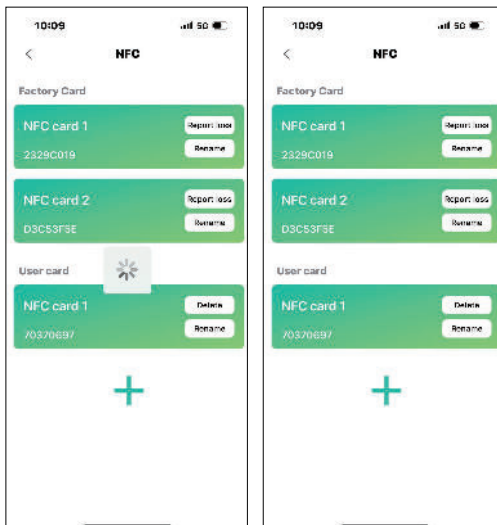 10:09
5G
NFC
Factory Card
NFC card 1
Report loss
2329C019
Rename
NFC card 2
Report loss
D3C53F5E
Rename
User card
NFC card 1
Delete
70370697
Rename
10:09
5G
NFC
Factory Card
NFC card 1
Report loss
2329C019
Rename
NFC card 2
Report loss
D3C53F5E
Rename
User card
NFC card 1
Delete
70370697
Rename